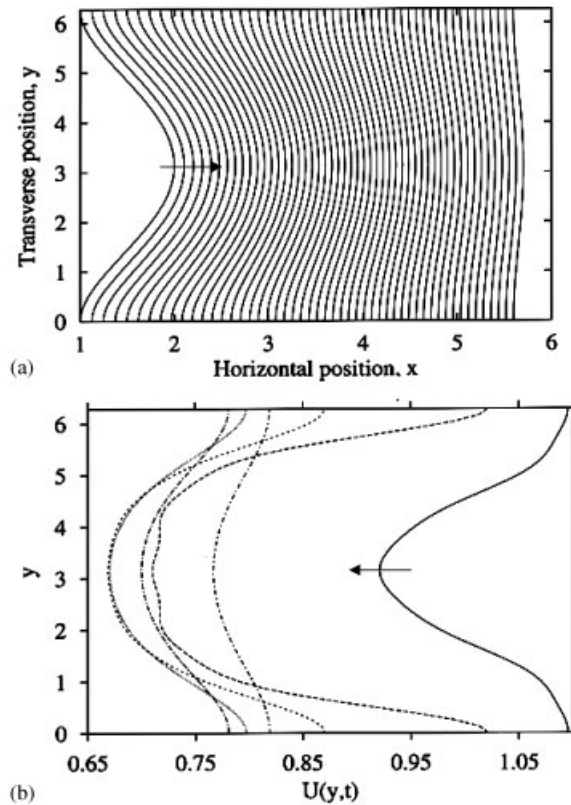 6
5
4
3
2
1
0
Transverse position, y
1 2 3 4 5 6
Horizontal position, x
(a)
6
5
4
3
2
1
0
y
0.65 0.75 0.85 0.95 1.05
U(y,t)
(b)